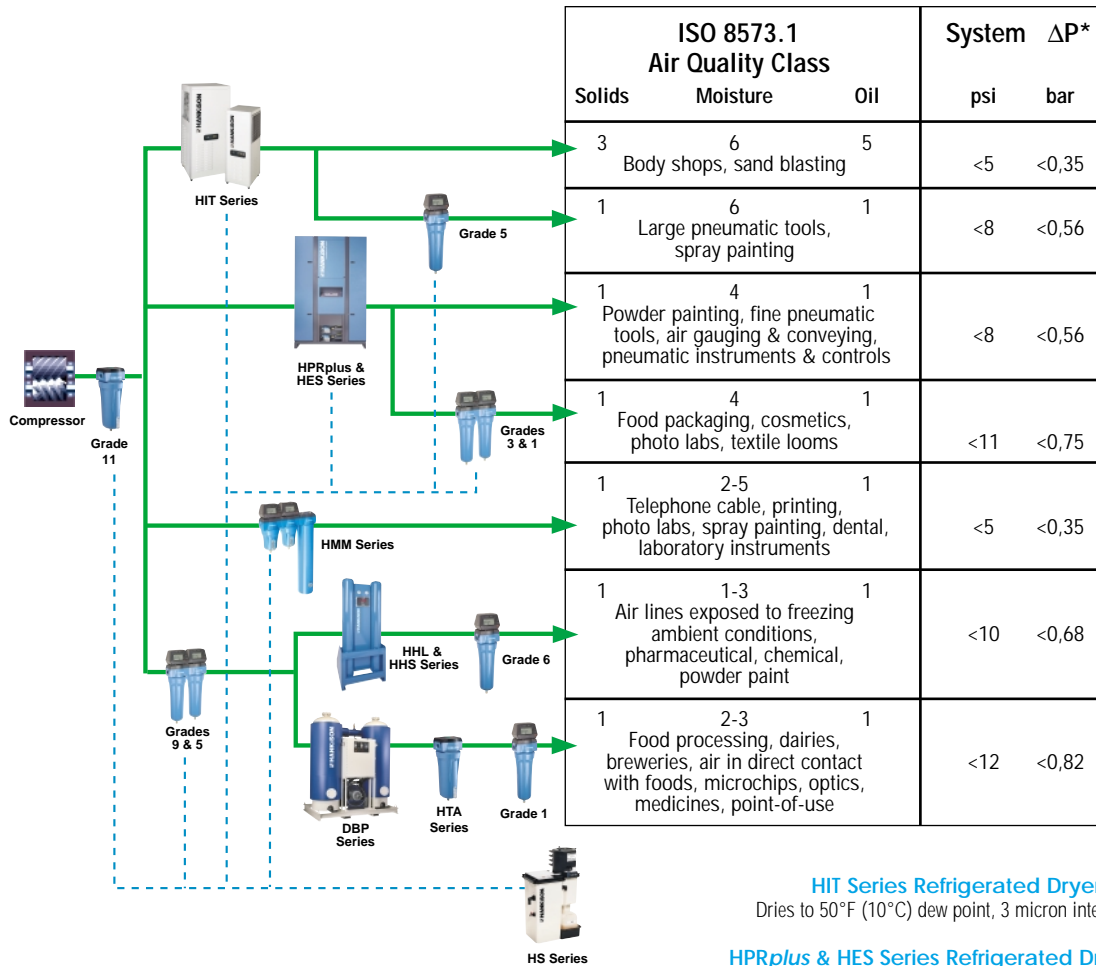 ISO 8573.1
Air Quality Class
System ΔP*
Solids Moisture Oil
psi bar
3 6 5
Body shops, sand blasting
<5 <0,35
1 6 1
Large pneumatic tools,
spray painting
<8 <0,56
1 4 1
Powder painting, fine pneumatic
tools, air gauging & conveying,
pneumatic instruments & controls
<8 <0,56
1 4 1
Food packaging, cosmetics,
photo labs, textile looms
<11 <0,75
1 2-5 1
Telephone cable, printing,
photo labs, spray painting, dental,
laboratory instruments
<5 <0,35
1 1-3 1
Air lines exposed to freezing
ambient conditions,
pharmaceutical, chemical,
powder paint
<10 <0,68
1 2-3 1
Food processing, dairies,
breweries, air in direct contact
with foods, microchips, optics,
medicines, point-of-use
<12 <0,82
HANKISON
HIT Series
Grade 5
HPRplus &
HES Series
Compressor
Grade
11
Grades
3 & 1
HMM Series
HHL &
HHS Series
Grade 6
Grades
9 & 5
HANKISON
DBP
Series
HTA
Series
Grade 1
HANKISON
HS Series
HIT Series Refrigerated Dryer
Dries to 50°F (10°C) dew point, 3 micron inte
HPRplus & HES Series Refrigerated Dr